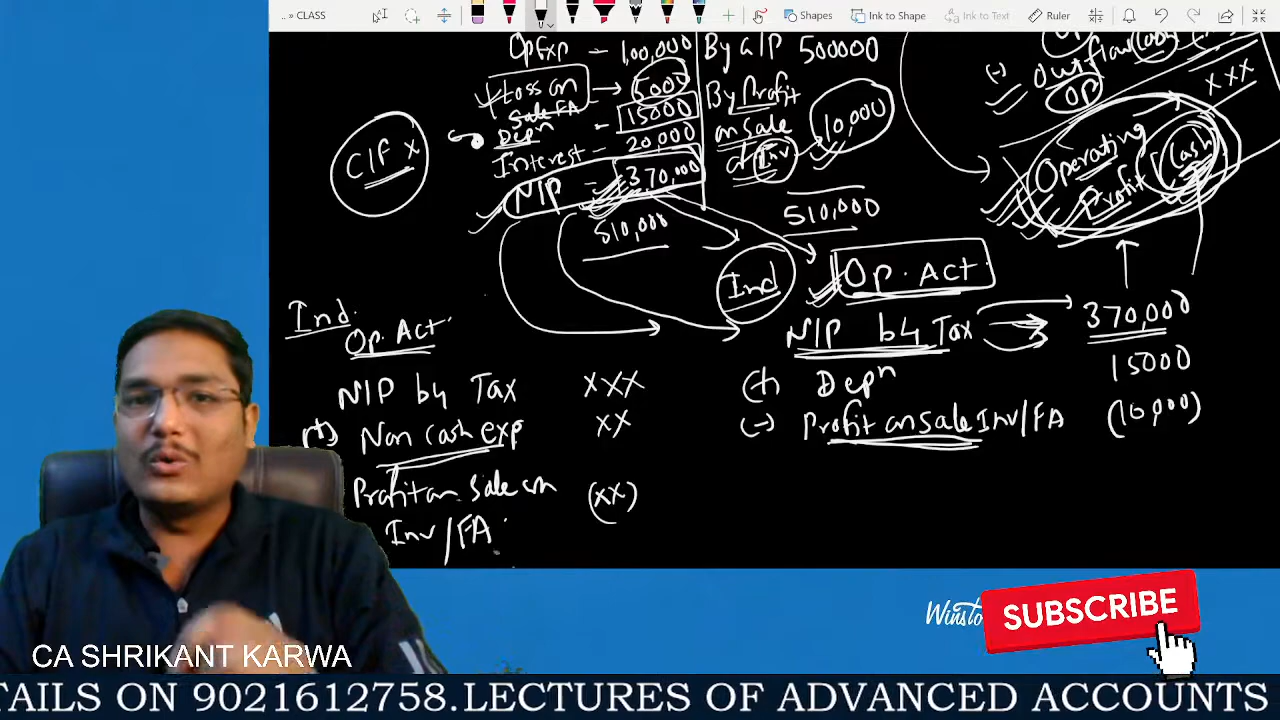 .. » CLASS
Shapes
Ink to Shape
Ink to Text
Ruler
Op Exp - 100,000
By G/P 500000
Loss on Sale FA 5000
By Profit on Sale of Inv 10,000
Depn - 15000
Interest - 20,000
N/P = 370,000
510,000
510,000
C/F x
(-) outflow (Cash)
OP
xxx
Operating Profit (Cash)
Ind
Op. Act
Ind.
Op. Act.
N/P b4 Tax xxx
(+) Non cash exp xx
Profit on Sale on Inv/FA (xx)
N/P b4 Tax 370,000
(+) Depn 15000
(-) Profit on Sale Inv/FA (10,000)
SUBSCRIBE
CA SHRIKANT KARWA
TAILS ON 9021612758.LECTURES OF ADVANCED ACCOUNTS